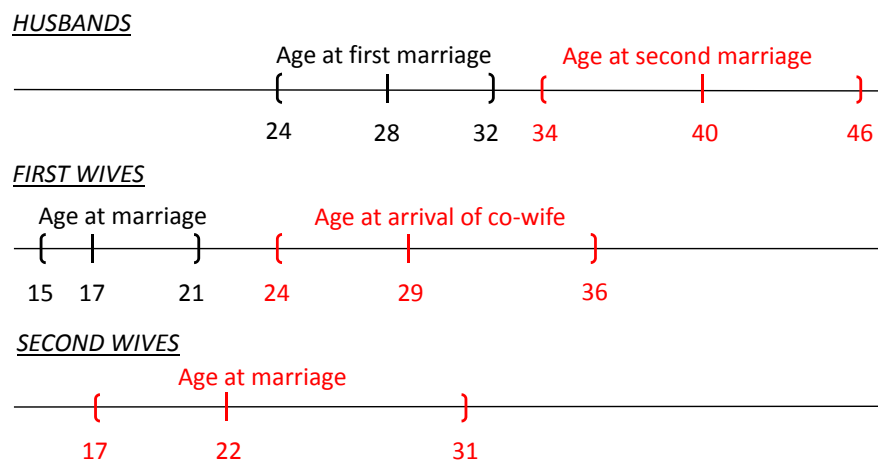 HUSBANDS
Age at first marriage Age at second marriage
24 28 32 34 40 46
FIRST WIVES
Age at marriage Age at arrival of co-wife
15 17 21 24 29 36
SECOND WIVES
Age at marriage
17 22 31